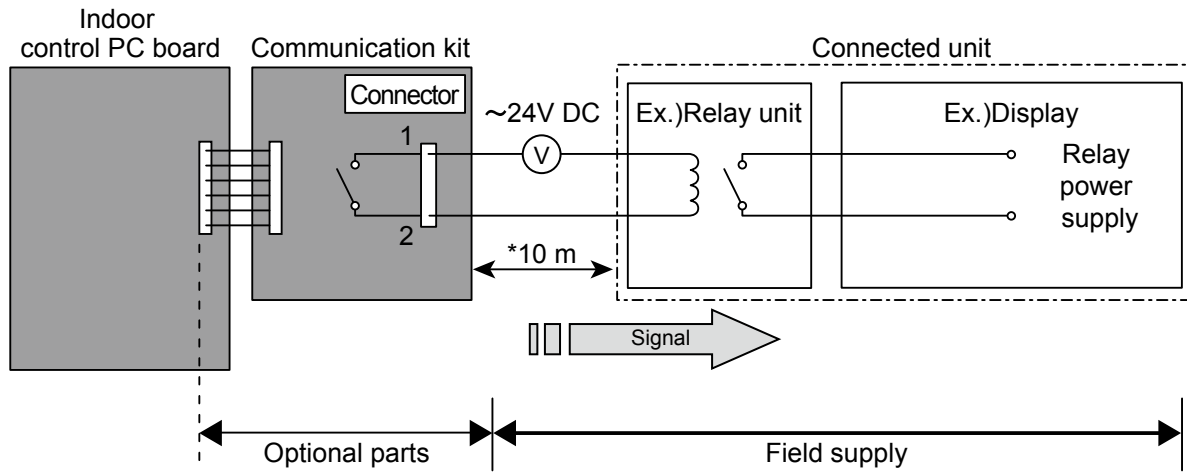 Indoor
control PC board
Communication kit
Connected unit
Connector
1
2
～24V DC
V
Ex.)Relay unit
Ex.)Display
Relay
power
supply
*10 m
Signal
Optional parts
Field supply